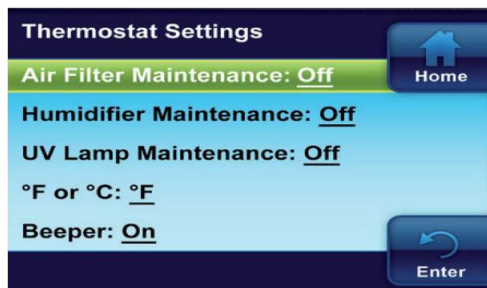 Thermostat Settings
Air Filter Maintenance: Off
Home
Humidifier Maintenance: Off
UV Lamp Maintenance: Off
°F or °C: °F
Beeper: On
Enter